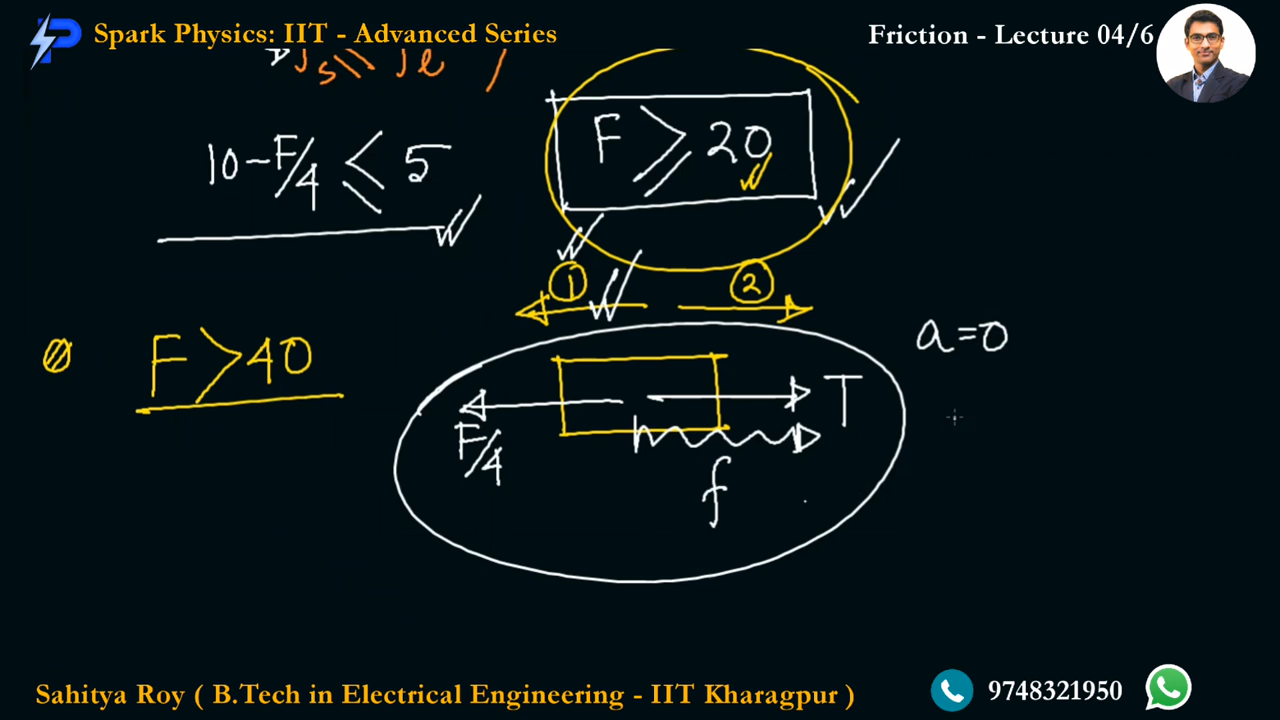 Spark Physics: IIT - Advanced Series
Friction - Lecture 04/6
10-F/4 ≤ 5
F ≥ 20
1 2
F > 40
a=0
F/4
T
f
Sahitya Roy ( B.Tech in Electrical Engineering - IIT Kharagpur )
9748321950